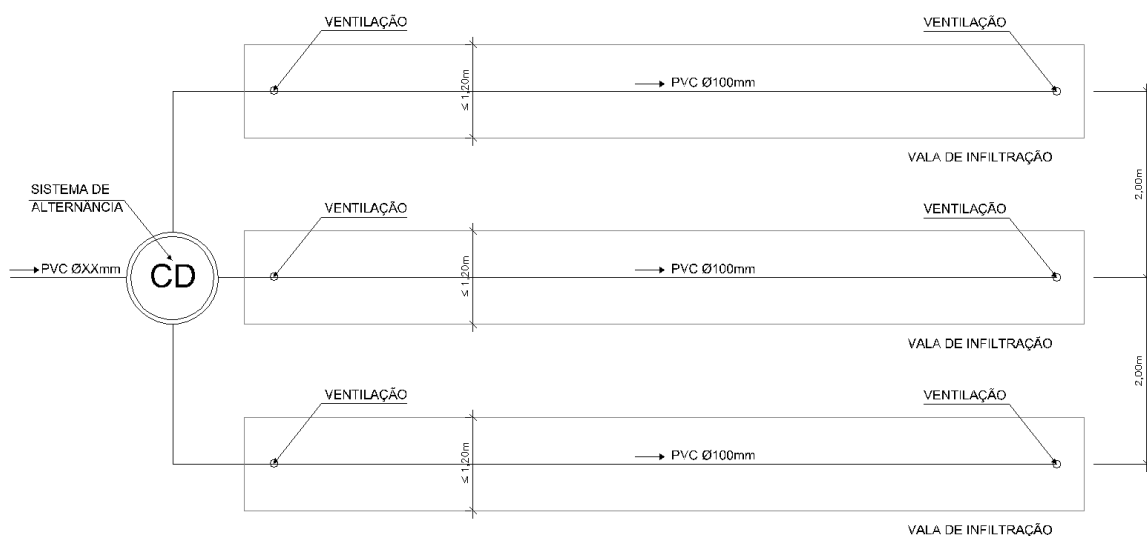 VENTILAÇÃO
VENTILAÇÃO
≤ 1,20m
PVC Ø100mm
VALA DE INFILTRAÇÃO
2,00m
SISTEMA DE
ALTERNÂNCIA
VENTILAÇÃO
VENTILAÇÃO
PVC ØXXmm
CD
≤ 1,20m
PVC Ø100mm
VALA DE INFILTRAÇÃO
2,00m
VENTILAÇÃO
VENTILAÇÃO
≤ 1,20m
PVC Ø100mm
VALA DE INFILTRAÇÃO